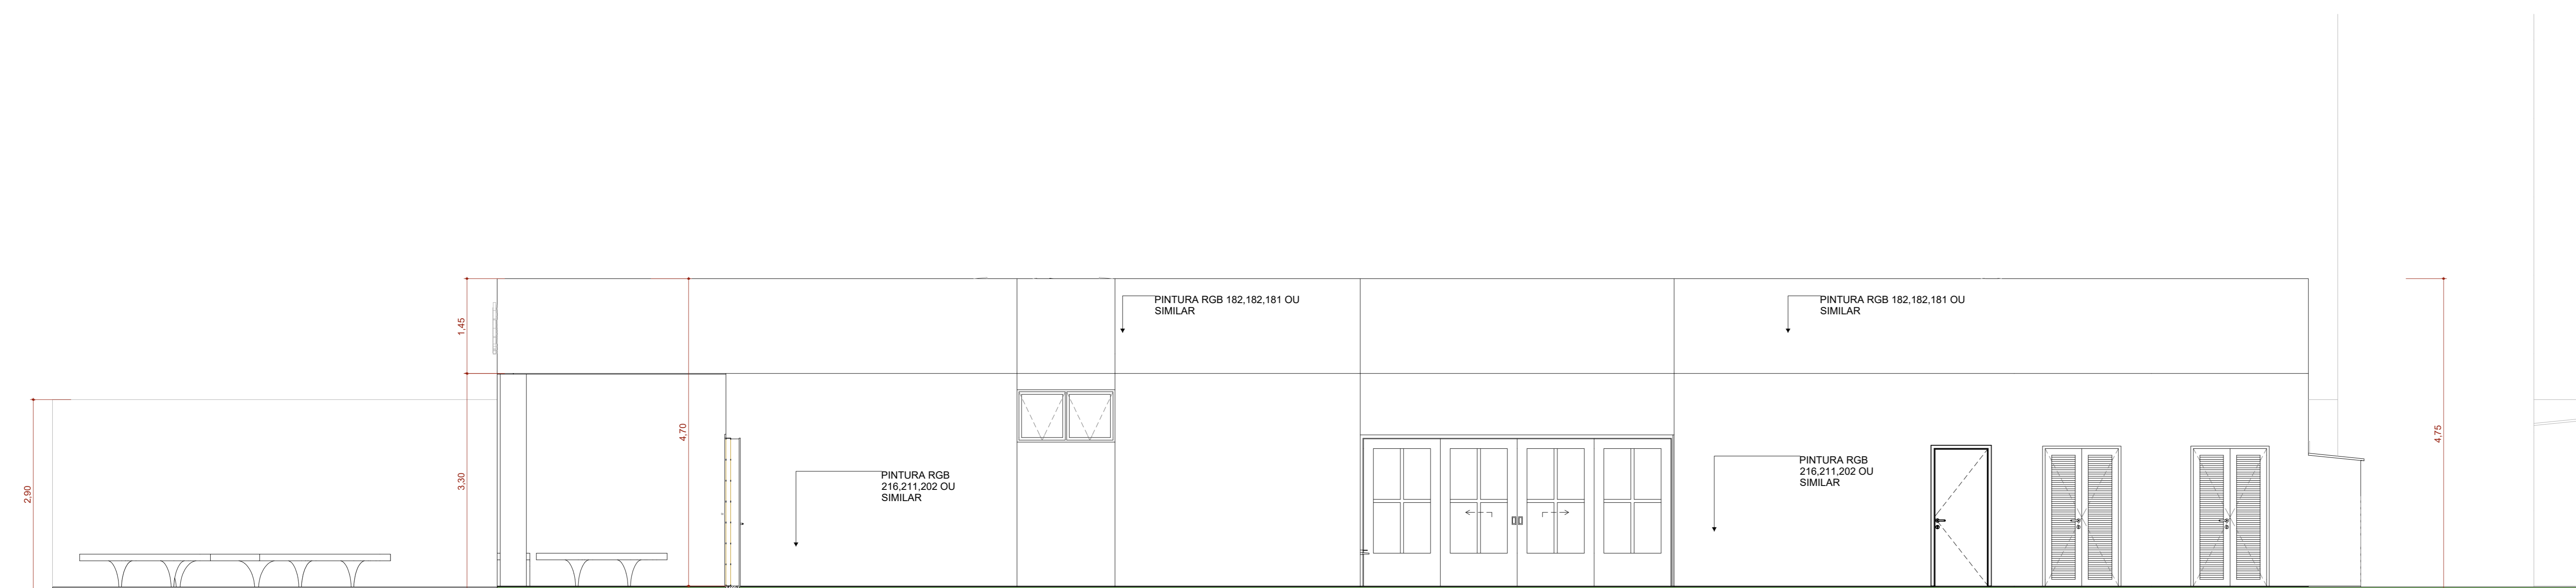 PINTURA RGB 182,182,181 OU
SIMILAR
PINTURA RGB 182,182,181 OU
SIMILAR
1,45
4,70
4,75
PINTURA RGB
216,211,202 OU
SIMILAR
PINTURA RGB
216,211,202 OU
SIMILAR
3,30
2,90